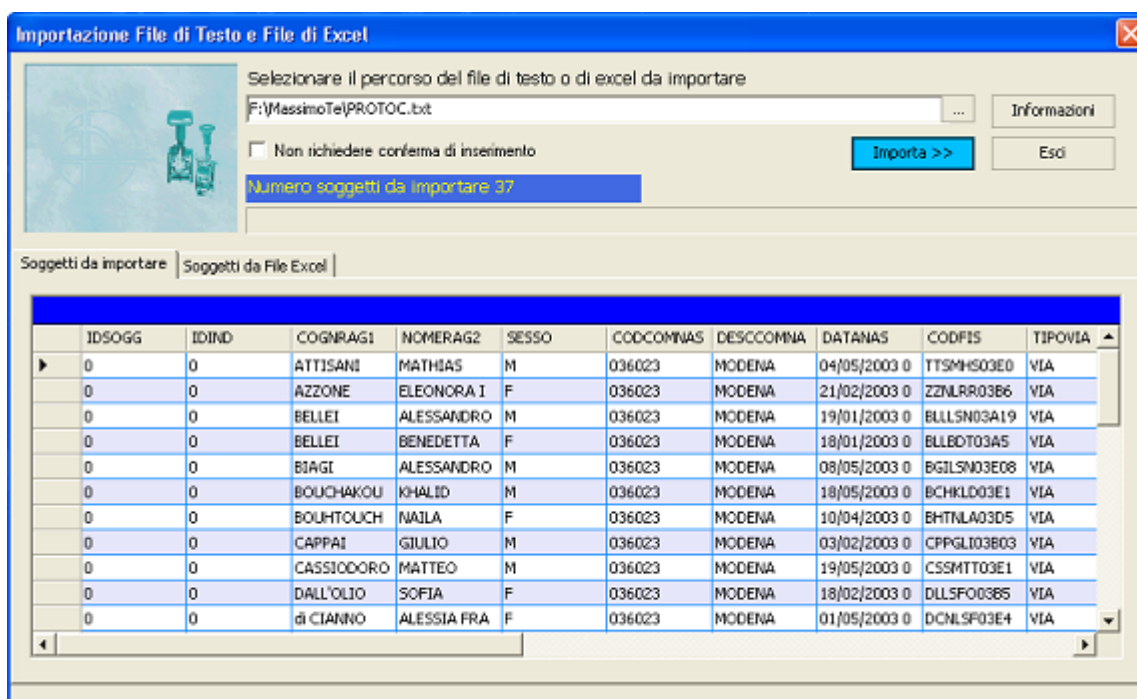 Importazione File di Testo e File di Excel
Selezionare il percorso del file di testo o di excel da importare
F:\MassimoTe\PROTOC.txt ... Informazioni
Non richiedere conferma di inserimento Importa >> Esci
Numero soggetti da importare 37
Soggetti da importare Soggetti da File Excel
IDSOGG IDIND COGNRAG1 NOMERAG2 SESSO CODCOMNAS DESCCOMNA DATANAS CODFIS TIPOVIA
0 0 ATTISANI MATHIAS M 036023 MODENA 04/05/2003 0 TTSMHS03E0 VIA
0 0 AZZONE ELEONORA I F 036023 MODENA 21/02/2003 0 ZZNLRR03B6 VIA
0 0 BELLEI ALESSANDRO M 036023 MODENA 19/01/2003 0 BLLLSN03A19 VIA
0 0 BELLEI BENEDETTA F 036023 MODENA 18/01/2003 0 BLLBDT03A5 VIA
0 0 BIAGI ALESSANDRO M 036023 MODENA 08/05/2003 0 BGILSN03E08 VIA
0 0 BOUCHAKOU KHALID M 036023 MODENA 18/05/2003 0 BCHKLD03E1 VIA
0 0 BOUHTOUCH NAILA F 036023 MODENA 10/04/2003 0 BHTNLA03D5 VIA
0 0 CAPPAI GIULIO M 036023 MODENA 03/02/2003 0 CPPGLI03B03 VIA
0 0 CASSIODORO MATTEO M 036023 MODENA 19/05/2003 0 CSSMTT03E1 VIA
0 0 DALL'OLIO SOFIA F 036023 MODENA 18/02/2003 0 DLLSFO03B5 VIA
0 0 di CIANNO ALESSIA FRA F 036023 MODENA 01/05/2003 0 DCNLSF03E4 VIA